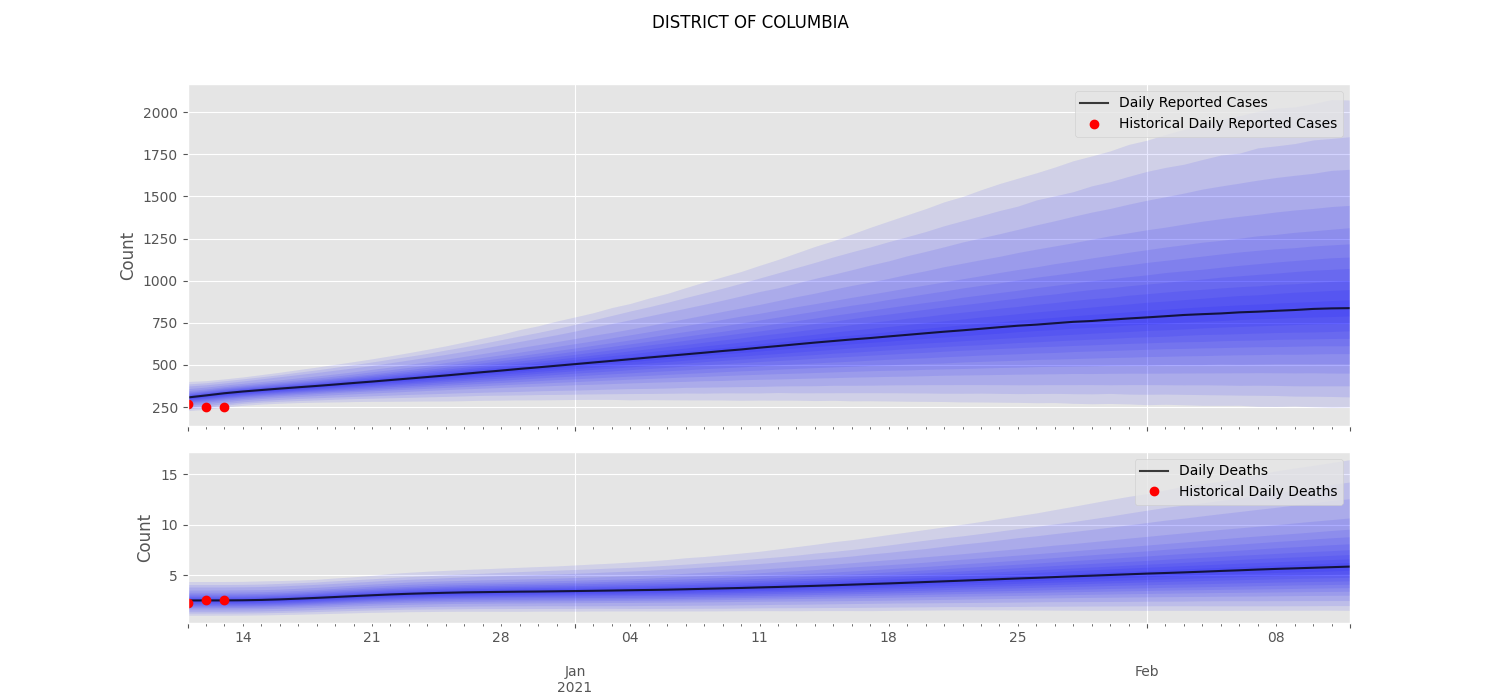 DISTRICT OF COLUMBIA
Daily Reported Cases
Historical Daily Reported Cases
2000
1750
1500
1250
1000
750
500
250
Count
Daily Deaths
Historical Daily Deaths
15
10
5
Count
14 21 28 04 11 18 25 08
Jan Feb
2021